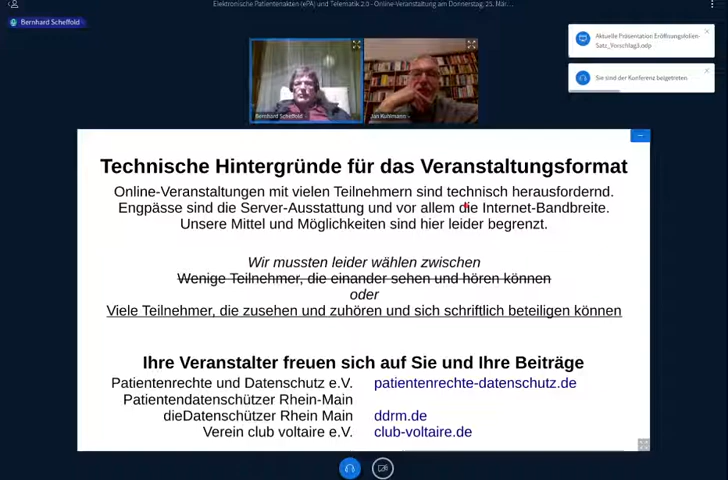 Elektronische Patientenakten (ePA) und Telematik 2.0 - Online-Veranstaltung am Donnerstag, 25. Mär...
Bernhard Scheffold
Aktuelle Präsentation Eröffnungsfolien-
Satz_Vorschlag3.odp
Sie sind der Konferenz beigetreten.
Bernhard Scheffold
Jan Kuhlmann
Technische Hintergründe für das Veranstaltungsformat
Online-Veranstaltungen mit vielen Teilnehmern sind technisch herausfordernd.
Engpässe sind die Server-Ausstattung und vor allem die Internet-Bandbreite.
Unsere Mittel und Möglichkeiten sind hier leider begrenzt.
Wir mussten leider wählen zwischen
Wenige Teilnehmer, die einander sehen und hören können
oder
Viele Teilnehmer, die zusehen und zuhören und sich schriftlich beteiligen können
Ihre Veranstalter freuen sich auf Sie und Ihre Beiträge
Patientenrechte und Datenschutz e.V. patientenrechte-datenschutz.de
Patientendatenschützer Rhein-Main
dieDatenschützer Rhein Main ddrm.de
Verein club voltaire e.V. club-voltaire.de